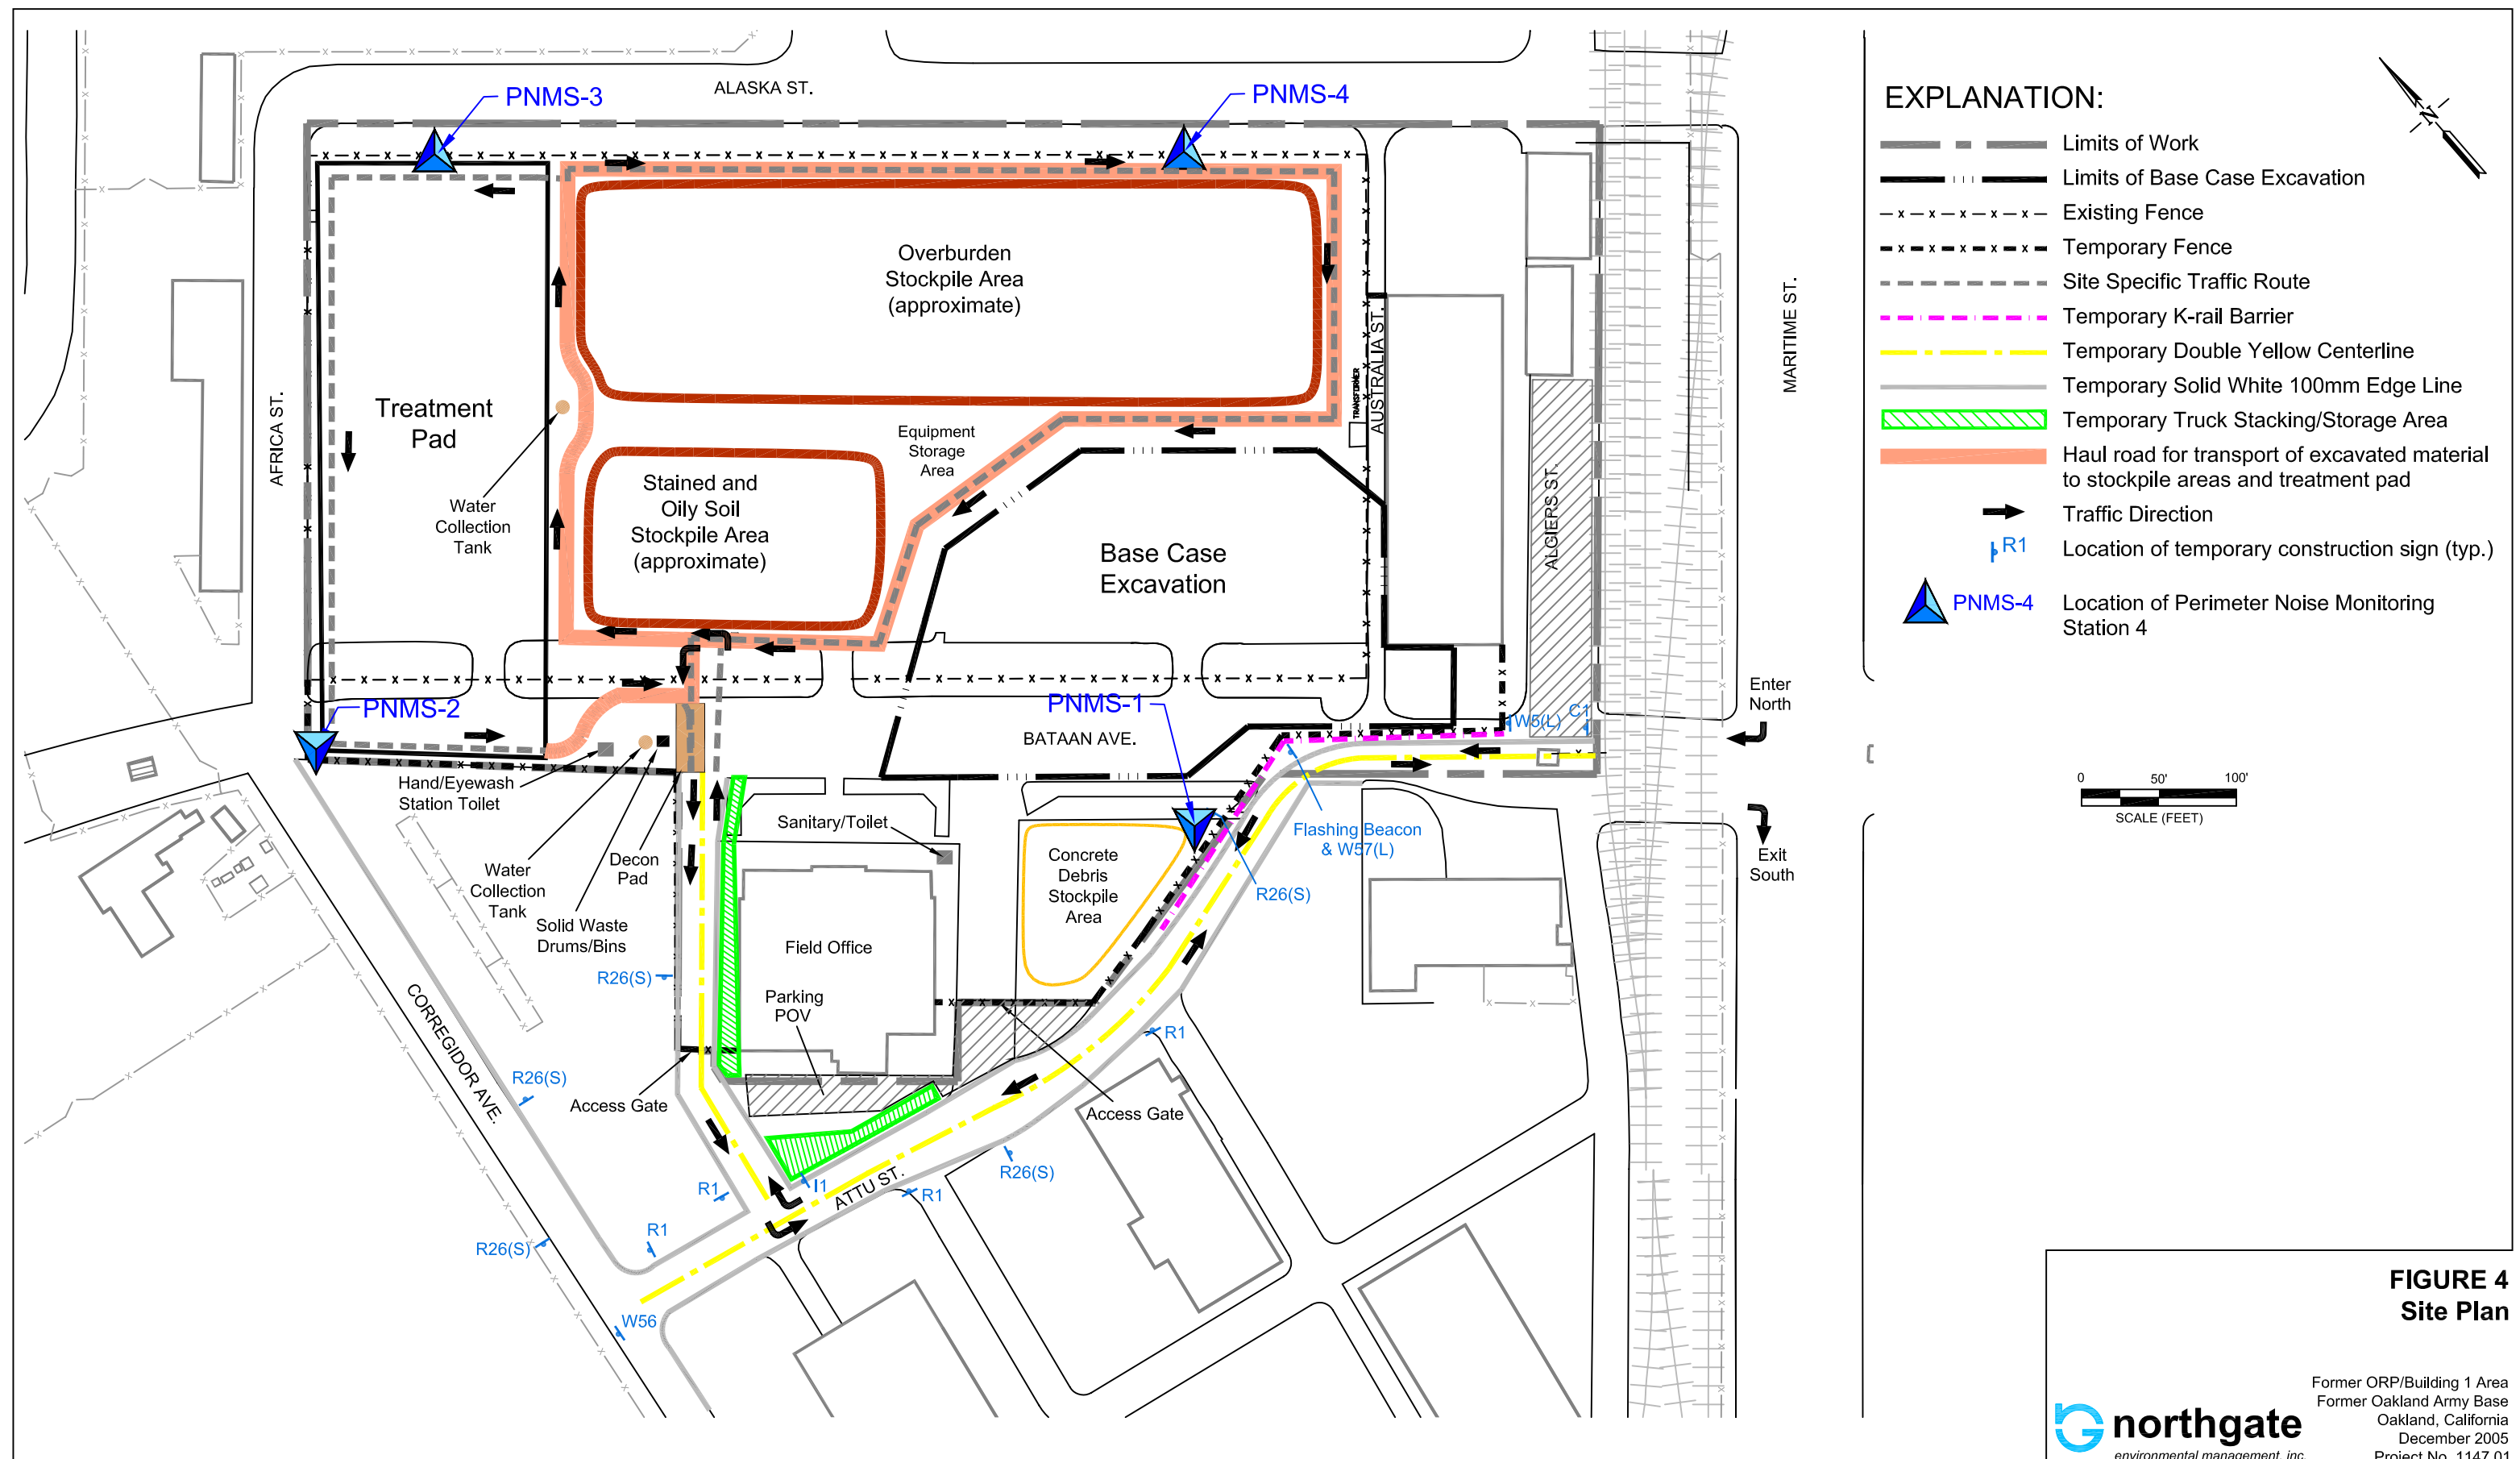 ALASKA ST.
PNMS-3
PNMS-4
EXPLANATION:
Limits of Work
Limits of Base Case Excavation
Existing Fence
Temporary Fence
Site Specific Traffic Route
Temporary K-rail Barrier
Temporary Double Yellow Centerline
Temporary Solid White 100mm Edge Line
Temporary Truck Stacking/Storage Area
Haul road for transport of excavated material
to stockpile areas and treatment pad
Traffic Direction
R1
Location of temporary construction sign (typ.)
PNMS-4
Location of Perimeter Noise Monitoring
Station 4
N
MARITIME ST.
Overburden
Stockpile Area
(approximate)
TRANSFORMER
AUSTRALIA ST.
AFRICA ST.
Treatment
Pad
Equipment
Storage
Area
Water
Collection
Tank
Stained and
Oily Soil
Stockpile Area
(approximate)
Base Case
Excavation
ALGIERS ST.
PNMS-2
PNMS-1
BATAAN AVE.
W5(L)
C1
Enter
North
Exit
South
0 50' 100'
SCALE (FEET)
Hand/Eyewash
Station Toilet
Water
Collection
Tank
Decon
Pad
Solid Waste
Drums/Bins
Sanitary/Toilet
Concrete
Debris
Stockpile
Area
Flashing Beacon
& W57(L)
R26(S)
Field Office
R26(S)
Parking
POV
CORREGIDOR AVE.
R26(S)
Access Gate
R1
Access Gate
R26(S)
R1
I1
ATTU ST.
R1
R1
R26(S)
W56
FIGURE 4
Site Plan
Former ORP/Building 1 Area
Former Oakland Army Base
Oakland, California
December 2005
Project No. 1147.01
northgate
environmental management, inc.